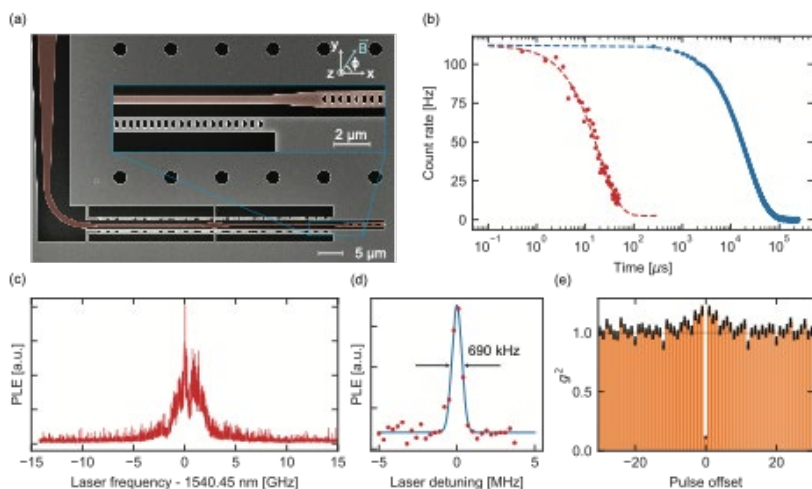 (a)
y
B
ϕ
z
x
2 μm
5 μm
(b)
Count rate [Hz]
100
75
50
25
0
10⁻¹ 10⁰ 10¹ 10² 10³ 10⁴ 10⁵
Time [μs]
(c)
PLE [a.u.]
−15 −10 −5 0 5 10 15
Laser frequency - 1540.45 nm [GHz]
(d)
PLE [a.u.]
690 kHz
−5 0 5
Laser detuning [MHz]
(e)
g²
1.0
0.5
0.0
−20 0 20
Pulse offset